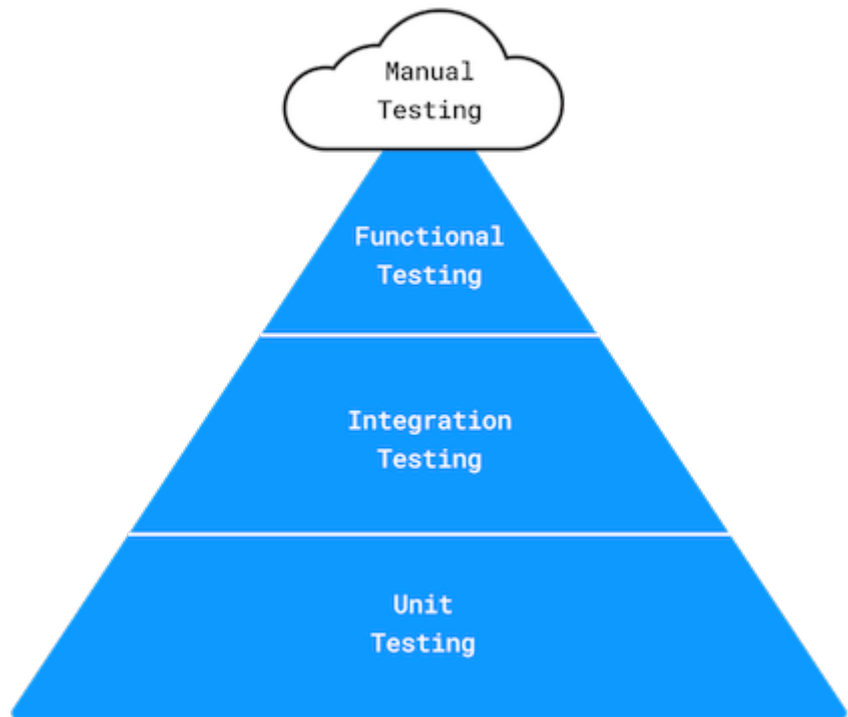 Manual
Testing
Functional
Testing
Integration
Testing
Unit
Testing